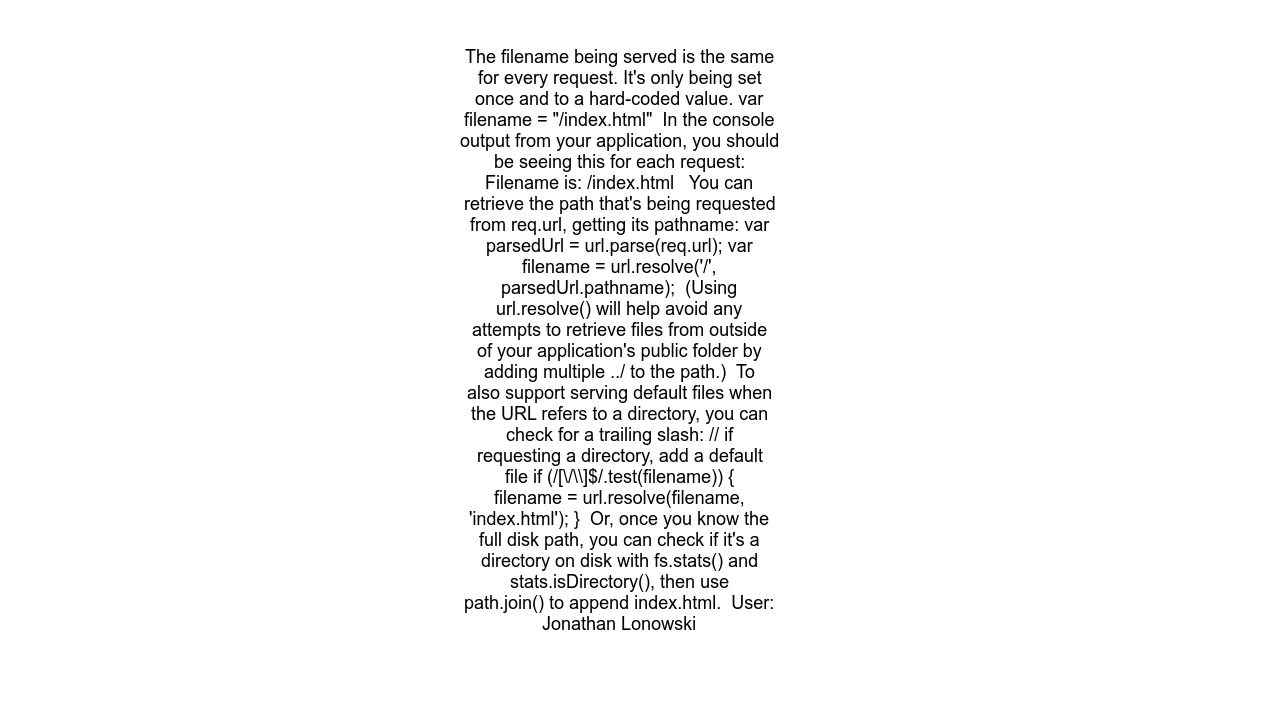 The filename being served is the same
for every request. It's only being set
once and to a hard-coded value. var
filename = "/index.html"  In the console
output from your application, you should
be seeing this for each request:
Filename is: /index.html   You can
retrieve the path that's being requested
from req.url, getting its pathname: var
parsedUrl = url.parse(req.url); var
filename = url.resolve('/',
parsedUrl.pathname);  (Using
url.resolve() will help avoid any
attempts to retrieve files from outside
of your application's public folder by
adding multiple ../ to the path.)  To
also support serving default files when
the URL refers to a directory, you can
check for a trailing slash: // if
requesting a directory, add a default
file if (/[\/\\]$/.test(filename)) {
filename = url.resolve(filename,
'index.html'); }  Or, once you know the
full disk path, you can check if it's a
directory on disk with fs.stats() and
stats.isDirectory(), then use
path.join() to append index.html.  User:
Jonathan Lonowski